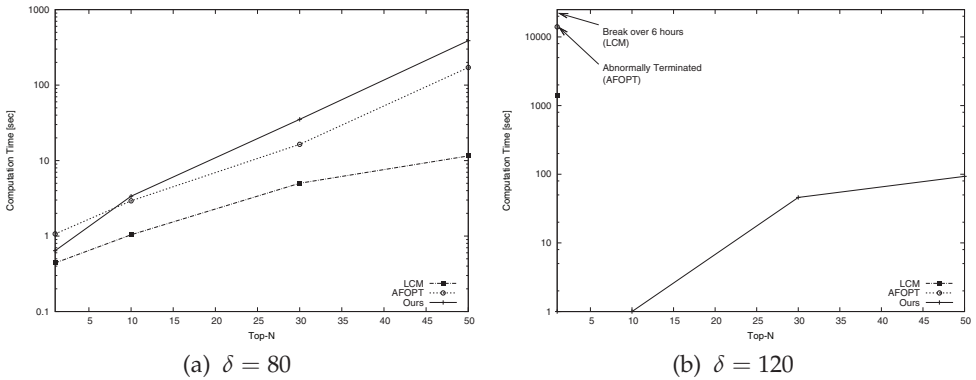 1000
100
10
1
0.1
Computation Time [sec]
5 10 15 20 25 30 35 40 45 50
Top-N
LCM
AFOPT
Ours
(a) δ = 80
10000
1000
100
10
1
Computation Time [sec]
Break over 6 hours
(LCM)
Abnormally Terminated
(AFOPT)
5 10 15 20 25 30 35 40 45 50
Top-N
LCM
AFOPT
Ours
(b) δ = 120